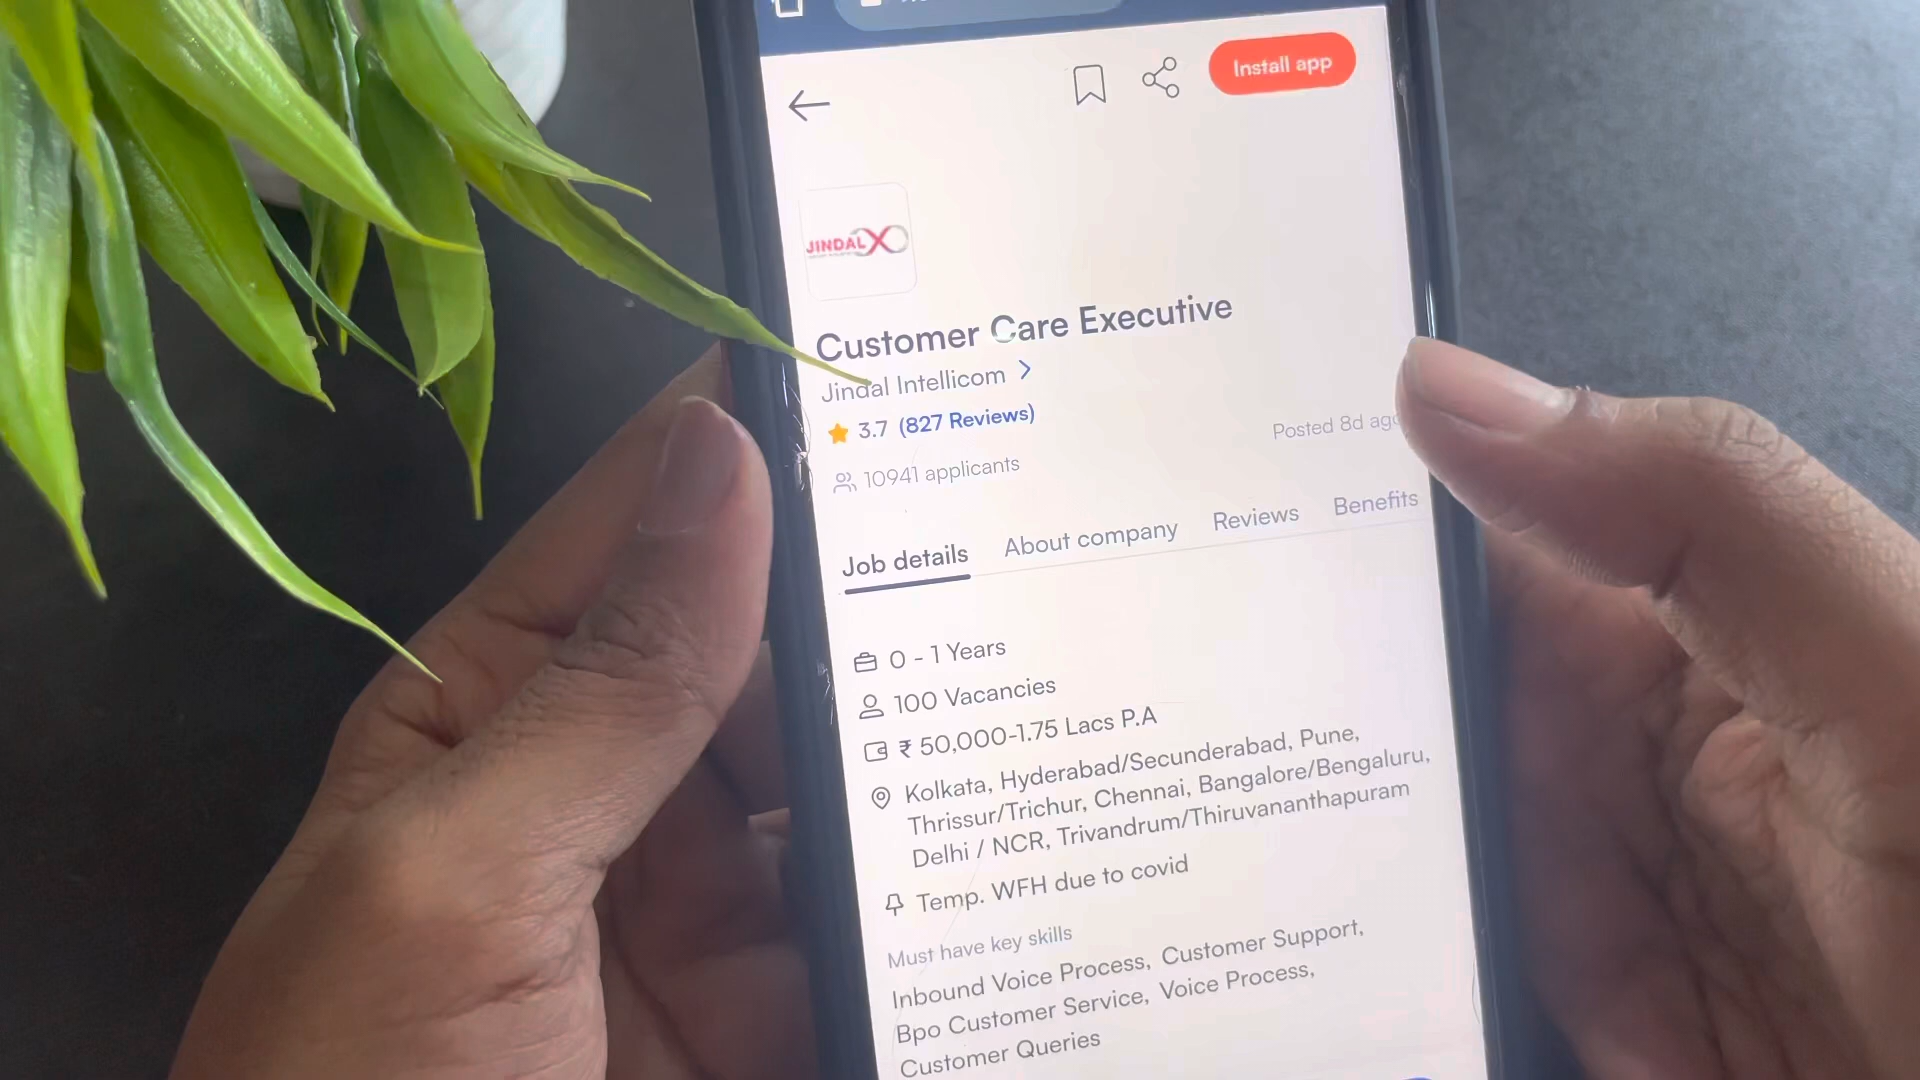 Install app
JINDAL X
Customer Care Executive
Jindal Intellicom
3.7 (827 Reviews)
Posted 8d ago
10941 applicants
Job details About company Reviews Benefits
0 - 1 Years
100 Vacancies
₹ 50,000-1.75 Lacs P.A
Kolkata, Hyderabad/Secunderabad, Pune,
Thrissur/Trichur, Chennai, Bangalore/Bengaluru,
Delhi / NCR, Trivandrum/Thiruvananthapuram
Temp. WFH due to covid
Must have key skills
Inbound Voice Process, Customer Support,
Bpo Customer Service, Voice Process,
Customer Queries